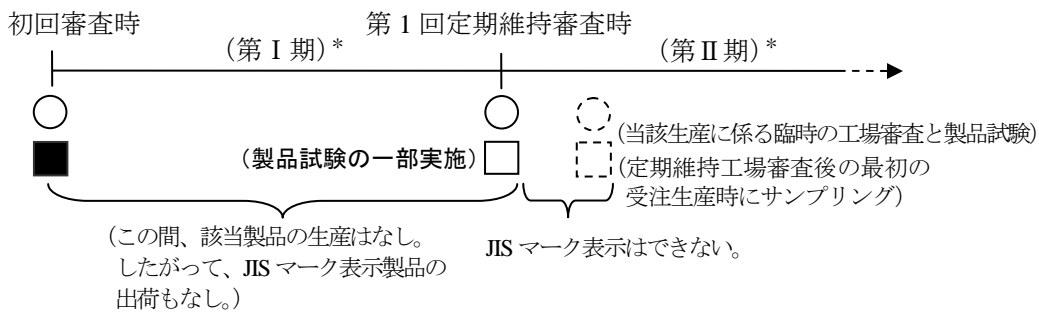 初回審査時
第1回定期維持審査時
(第Ⅰ期)*
(第Ⅱ期)*
(当該生産に係る臨時の工場審査と製品試験)
(製品試験の一部実施)
(定期維持工場審査後の最初の
受注生産時にサンプリング)
(この間、該当製品の生産はなし。
したがって、JISマーク表示製品の
出荷もなし。)
JISマーク表示はできない。